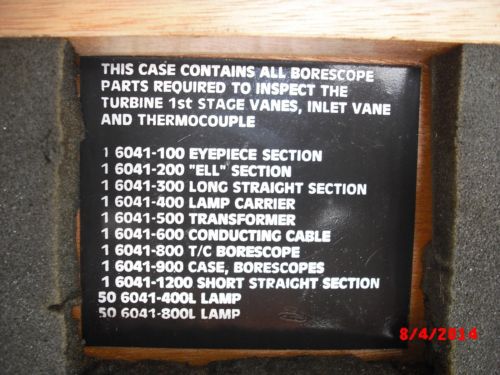 THIS CASE CONTAINS ALL BORESCOPE
PARTS REQUIRED TO INSPECT THE
TURBINE 1st STAGE VANES, INLET VANE
AND THERMOCOUPLE
1 6041-100 EYEPIECE SECTION
1 6041-200 "ELL" SECTION
1 6041-300 LONG STRAIGHT SECTION
1 6041-400 LAMP CARRIER
1 6041-500 TRANSFORMER
1 6041-600 CONDUCTING CABLE
1 6041-800 T/C BORESCOPE
1 6041-900 CASE, BORESCOPES
1 6041-1200 SHORT STRAIGHT SECTION
50 6041-400L LAMP
50 6041-800L LAMP
8/4/2014